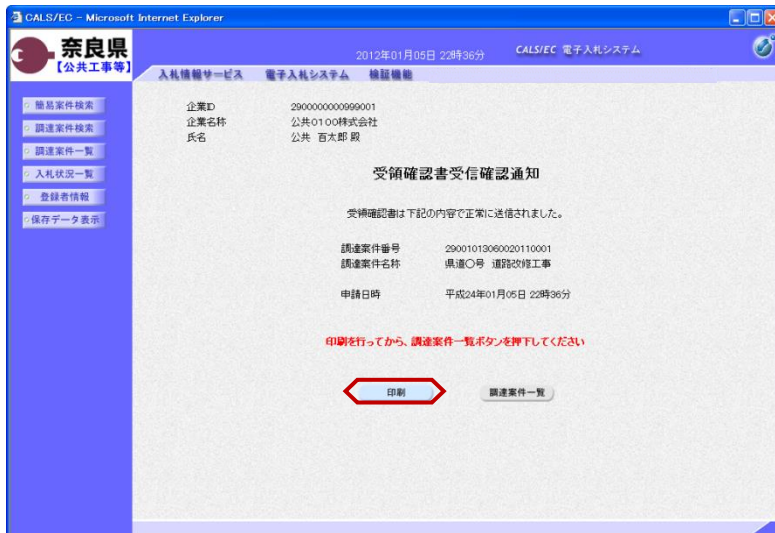 CALS/EC - Microsoft Internet Explorer
奈良県
【公共工事等】
2012年01月05日 22時36分
CALS/EC 電子入札システム
入札情報サービス 電子入札システム 検証機能
簡易案件検索
調達案件検索
調達案件一覧
入札状況一覧
登録者情報
保存データ表示
企業ID 2900000000999001
企業名称 公共0100株式会社
氏名 公共 百太郎 殿
受領確認書受信確認通知
受領確認書は下記の内容で正常に送信されました。
調達案件番号 29001013060020110001
調達案件名称 県道○号 道路改修工事
申請日時 平成24年01月05日 22時36分
印刷を行ってから、調達案件一覧ボタンを押下してください
印刷 調達案件一覧